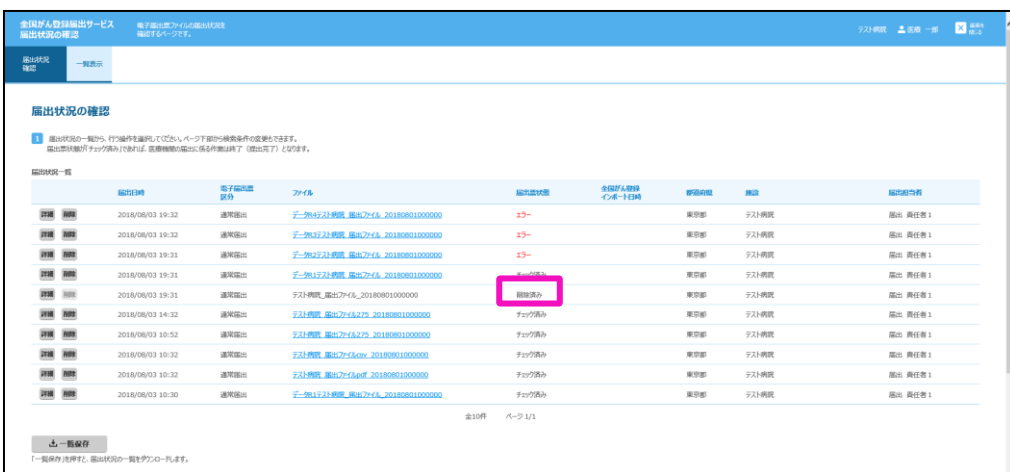 全国がん登録届出サービス
届出状況の確認
電子届出票ファイルの届出状況を
確認するページです。
テスト病院 医療 一郎 画面を
閉じる
届出状況
確認
一覧表示
届出状況の確認
1 届出状況の一覧から、行う操作を選択してください。ページ下部から検索条件の変更もできます。
届出票状態が「チェック済み」であれば、医療機関の届出に係る作業は終了（提出完了）となります。
届出状況一覧
届出日時 電子届出票
区分 ファイル 届出票状態 全国がん登録
インポート日時 都道府県 施設 届出担当者
詳細 削除 2018/08/03 19:32 通常届出 データR4テスト病院_届出ファイル_20180801000000 エラー 東京都 テスト病院 届出 責任者1
詳細 削除 2018/08/03 19:32 通常届出 データR3テスト病院_届出ファイル_20180801000000 エラー 東京都 テスト病院 届出 責任者1
詳細 削除 2018/08/03 19:31 通常届出 データR2テスト病院_届出ファイル_20180801000000 エラー 東京都 テスト病院 届出 責任者1
詳細 削除 2018/08/03 19:31 通常届出 データR1テスト病院_届出ファイル_20180801000000 チェック済み 東京都 テスト病院 届出 責任者1
詳細 削除 2018/08/03 19:31 通常届出 テスト病院_届出ファイル_20180801000000 削除済み 東京都 テスト病院 届出 責任者1
詳細 削除 2018/08/03 14:32 通常届出 テスト病院_届出ファイル275_20180801000000 チェック済み 東京都 テスト病院 届出 責任者1
詳細 削除 2018/08/03 10:52 通常届出 テスト病院_届出ファイル275_20180801000000 チェック済み 東京都 テスト病院 届出 責任者1
詳細 削除 2018/08/03 10:32 通常届出 テスト病院_届出ファイルcsv_20180801000000 チェック済み 東京都 テスト病院 届出 責任者1
詳細 削除 2018/08/03 10:32 通常届出 テスト病院_届出ファイルpdf_20180801000000 チェック済み 東京都 テスト病院 届出 責任者1
詳細 削除 2018/08/03 10:30 通常届出 データR1テスト病院_届出ファイル_20180801000000 チェック済み 東京都 テスト病院 届出 責任者1
全10件 ページ 1/1
一覧保存
「一覧保存」を押すと、届出状況の一覧をダウンロードします。